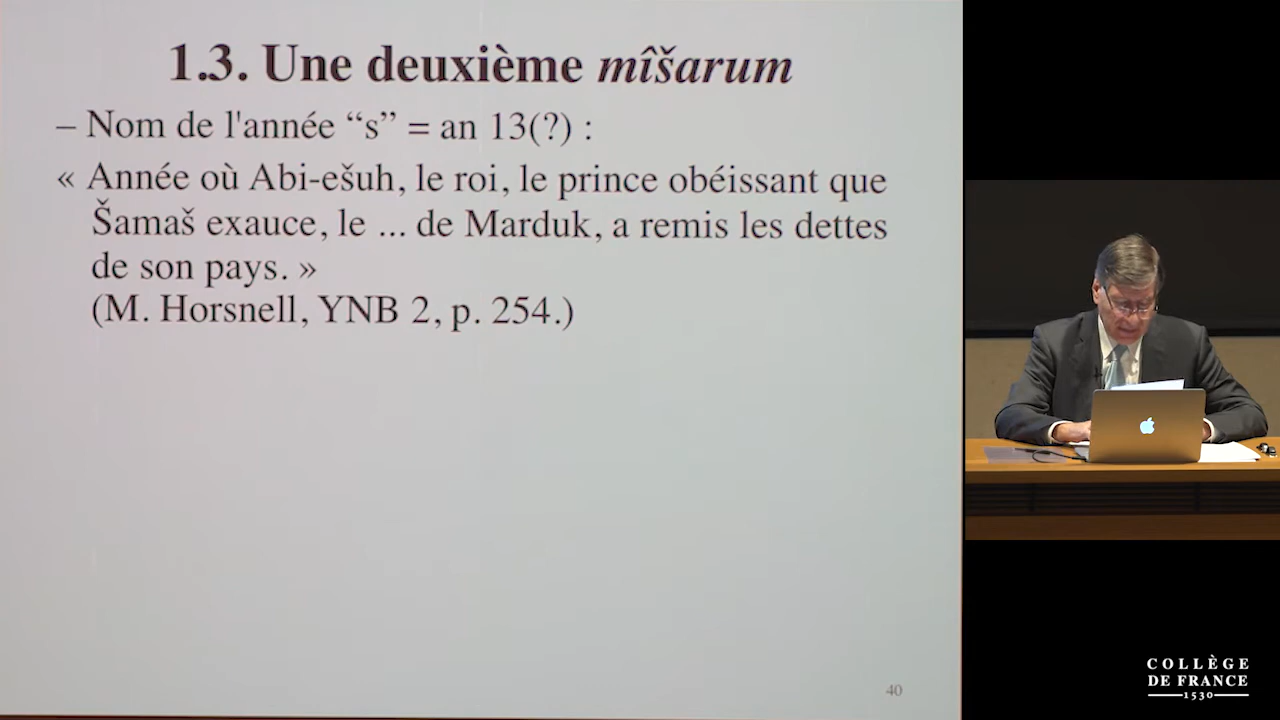 1.3. Une deuxième mîšarum
– Nom de l'année “s” = an 13(?) :
« Année où Abi-ešuh, le roi, le prince obéissant que
Šamaš exauce, le ... de Marduk, a remis les dettes
de son pays. »
(M. Horsnell, YNB 2, p. 254.)
40
COLLÈGE
DE FRANCE
1530